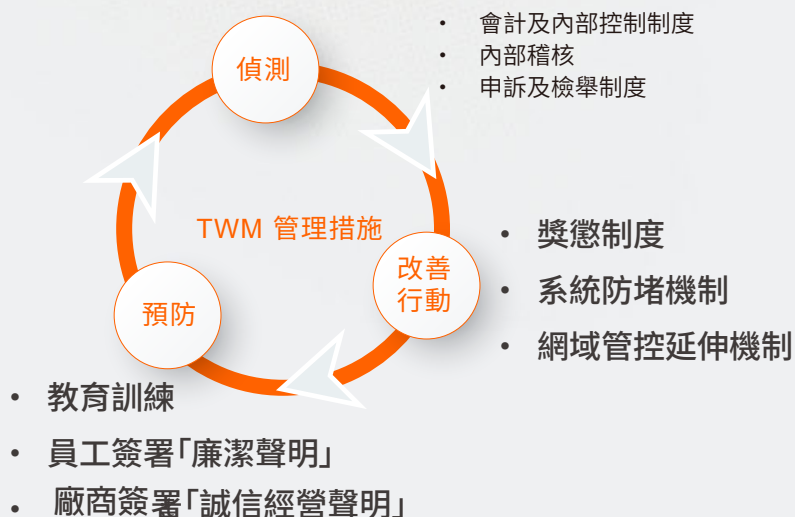 偵測
• 會計及內部控制制度
• 內部稽核
• 申訴及檢舉制度
TWM 管理措施
改善
行動
• 獎懲制度
• 系統防堵機制
• 網域管控延伸機制
預防
• 教育訓練
• 員工簽署「廉潔聲明」
• 廠商簽署「誠信經營聲明」